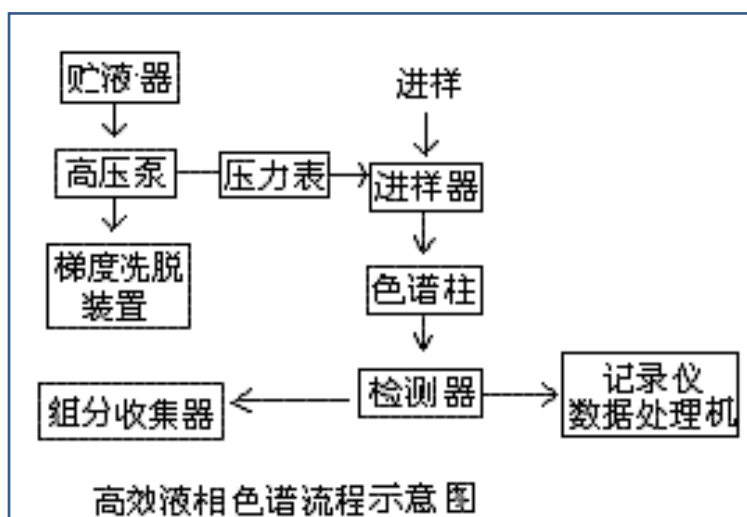 贮液器
进样
高压泵
压力表
进样器
梯度洗脱
装置
色谱柱
检测器
记录仪
数据处理机
组分收集器
高效液相色谱流程示意图